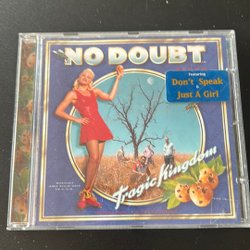 NO DOUBT
Featuring
Don't Speak
&
Just A Girl
Tragic Kingdom